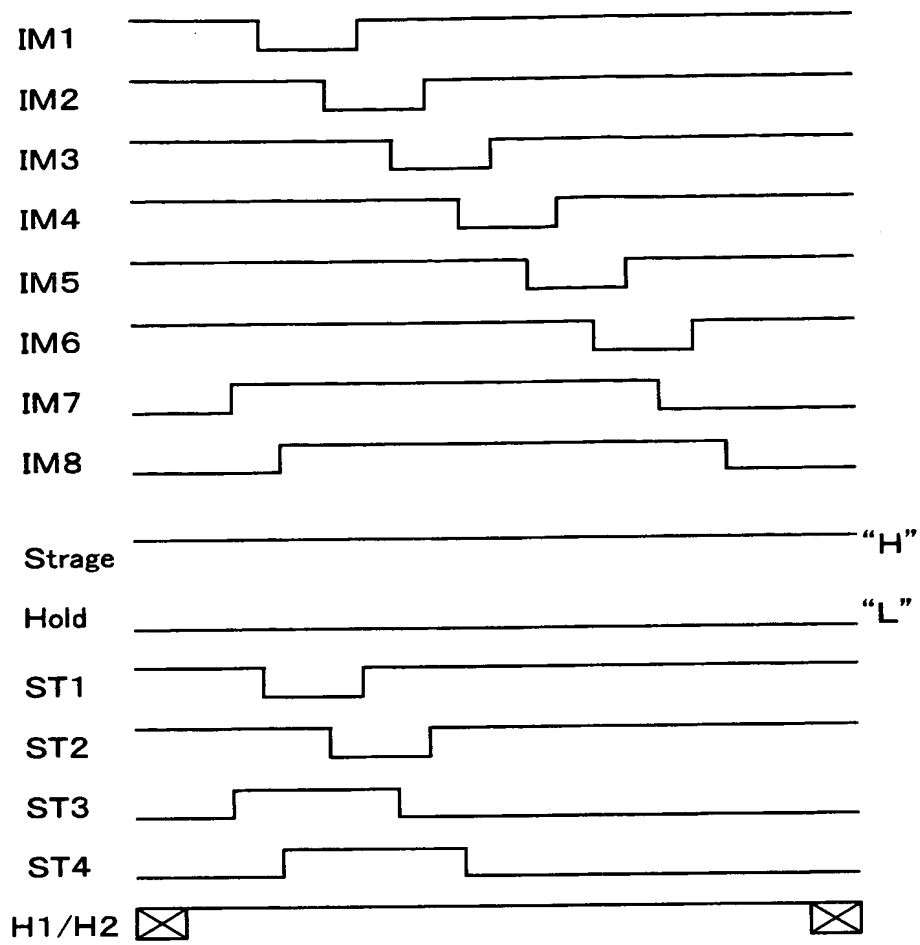 IM1
IM2
IM3
IM4
IM5
IM6
IM7
IM8
Strage “H”
Hold “L”
ST1
ST2
ST3
ST4
H1/H2